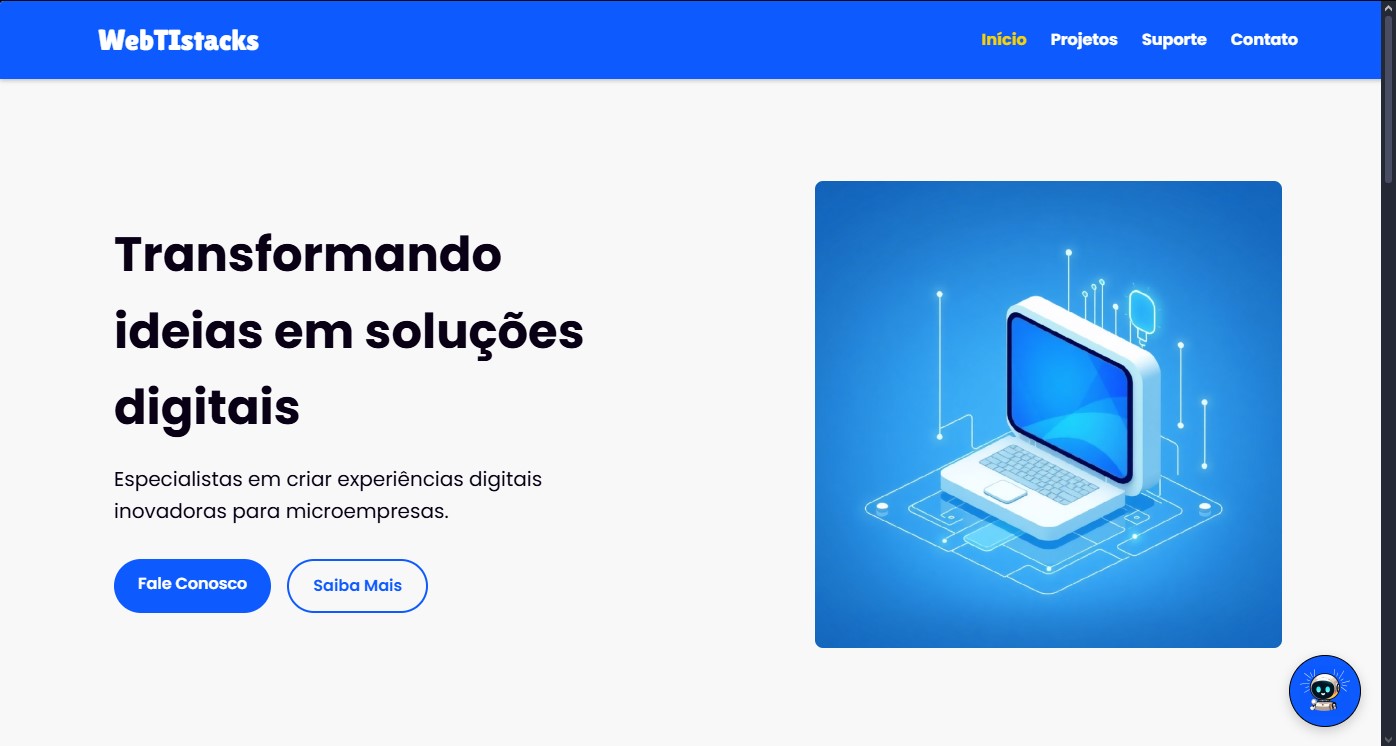 WebTIstacks
Início Projetos Suporte Contato
Transformando
ideias em soluções
digitais
Especialistas em criar experiências digitais
inovadoras para microempresas.
Fale Conosco Saiba Mais